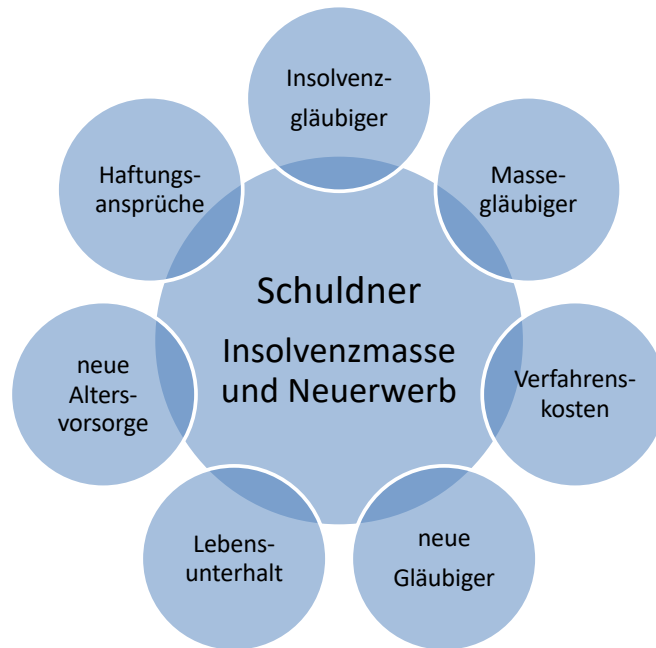 Insolvenz-
gläubiger
Masse-
gläubiger
Verfahrens-
kosten
neue
Gläubiger
Lebens-
unterhalt
neue
Alters-
vorsorge
Haftungs-
ansprüche
Schuldner
Insolvenzmasse
und Neuerwerb